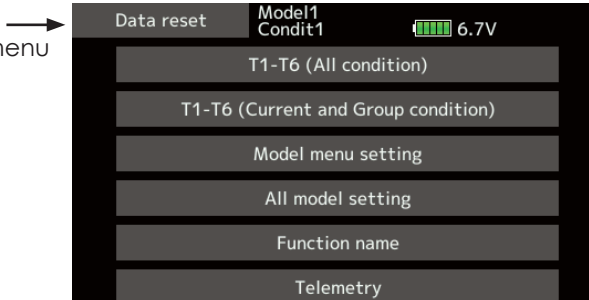 Data reset
Model1
Condit1
6.7V
T1-T6 (All condition)
T1-T6 (Current and Group condition)
Model menu setting
All model setting
Function name
Telemetry